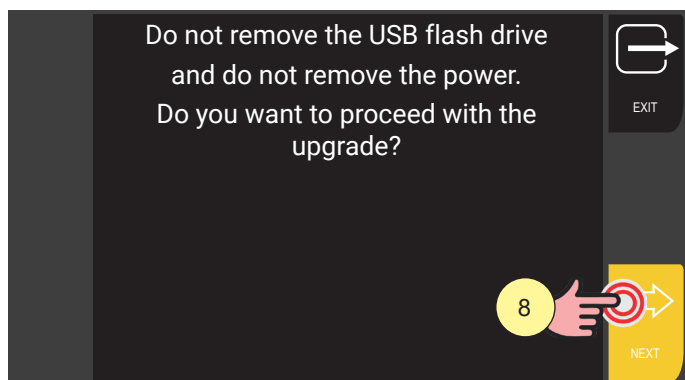 Do not remove the USB flash drive
and do not remove the power.
Do you want to proceed with the
upgrade?
EXIT
8
NEXT